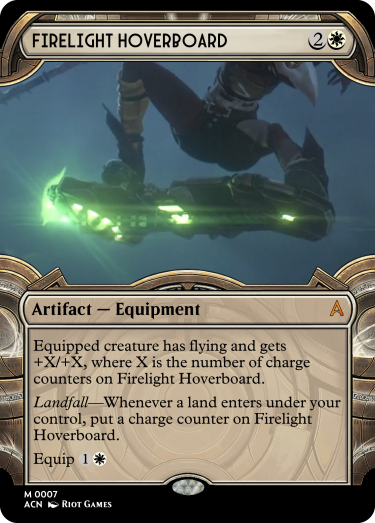 FIRELIGHT HOVERBOARD 2
Artifact — Equipment
Equipped creature has flying and gets
+X/+X, where X is the number of charge
counters on Firelight Hoverboard.
Landfall—Whenever a land enters under your
control, put a charge counter on Firelight
Hoverboard.
Equip 1
M 0007
ACN RIOT GAMES